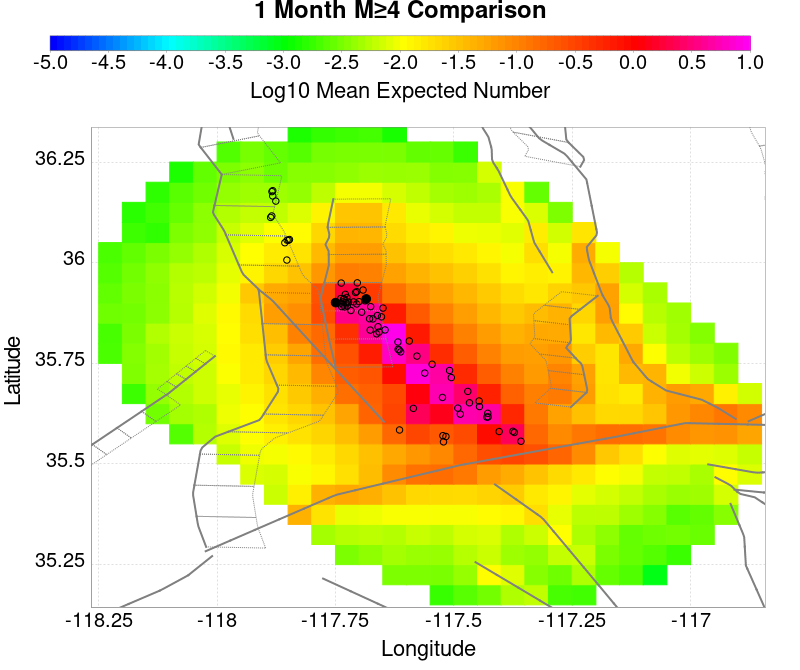 1 Month M≥4 Comparison
-5.0 -4.5 -4.0 -3.5 -3.0 -2.5 -2.0 -1.5 -1.0 -0.5 0.0 0.5 1.0
Log10 Mean Expected Number
36.25
36
35.75
35.5
35.25
Latitude
-118.25 -118 -117.75 -117.5 -117.25 -117
Longitude